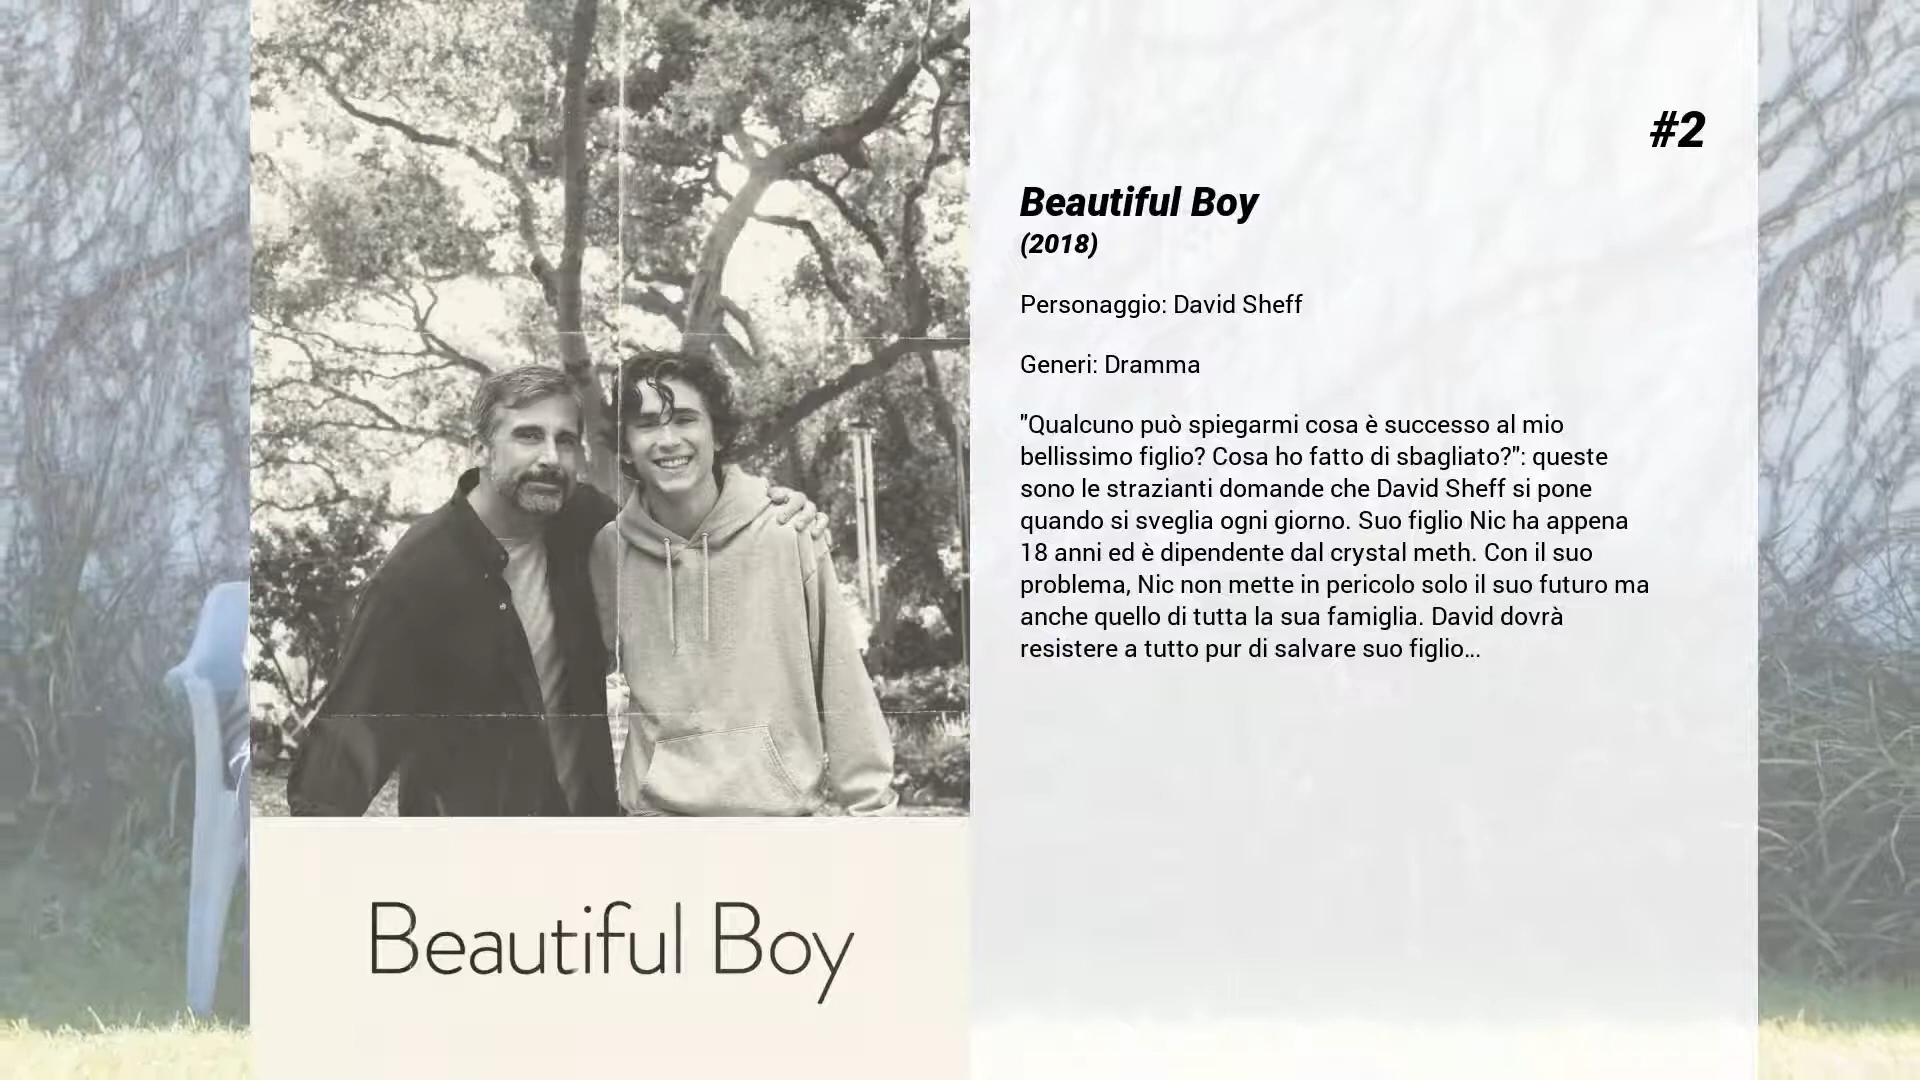 #2
Beautiful Boy
(2018)
Personaggio: David Sheff
Generi: Dramma
"Qualcuno può spiegarmi cosa è successo al mio
bellissimo figlio? Cosa ho fatto di sbagliato?": queste
sono le strazianti domande che David Sheff si pone
quando si sveglia ogni giorno. Suo figlio Nic ha appena
18 anni ed è dipendente dal crystal meth. Con il suo
problema, Nic non mette in pericolo solo il suo futuro ma
anche quello di tutta la sua famiglia. David dovrà
resistere a tutto pur di salvare suo figlio...
Beautiful Boy